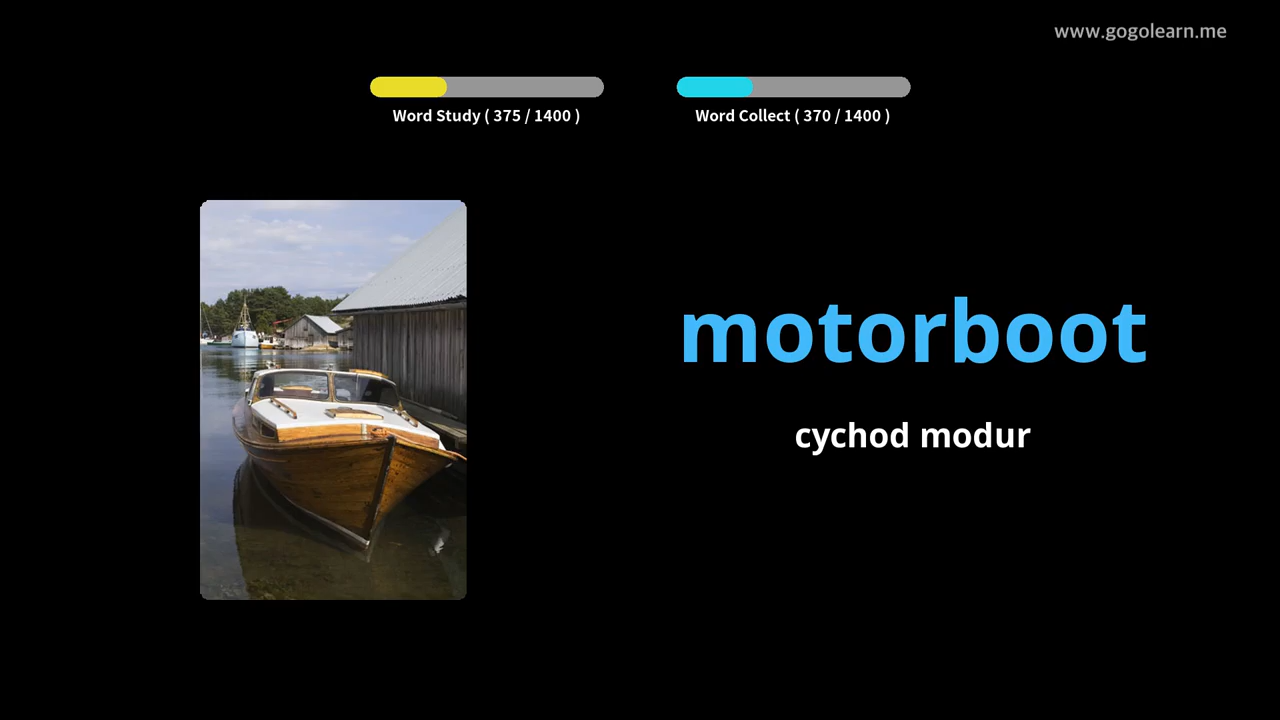 www.gogolearn.me
Word Study ( 375 / 1400 )
Word Collect ( 370 / 1400 )
motorboot
cychod modur